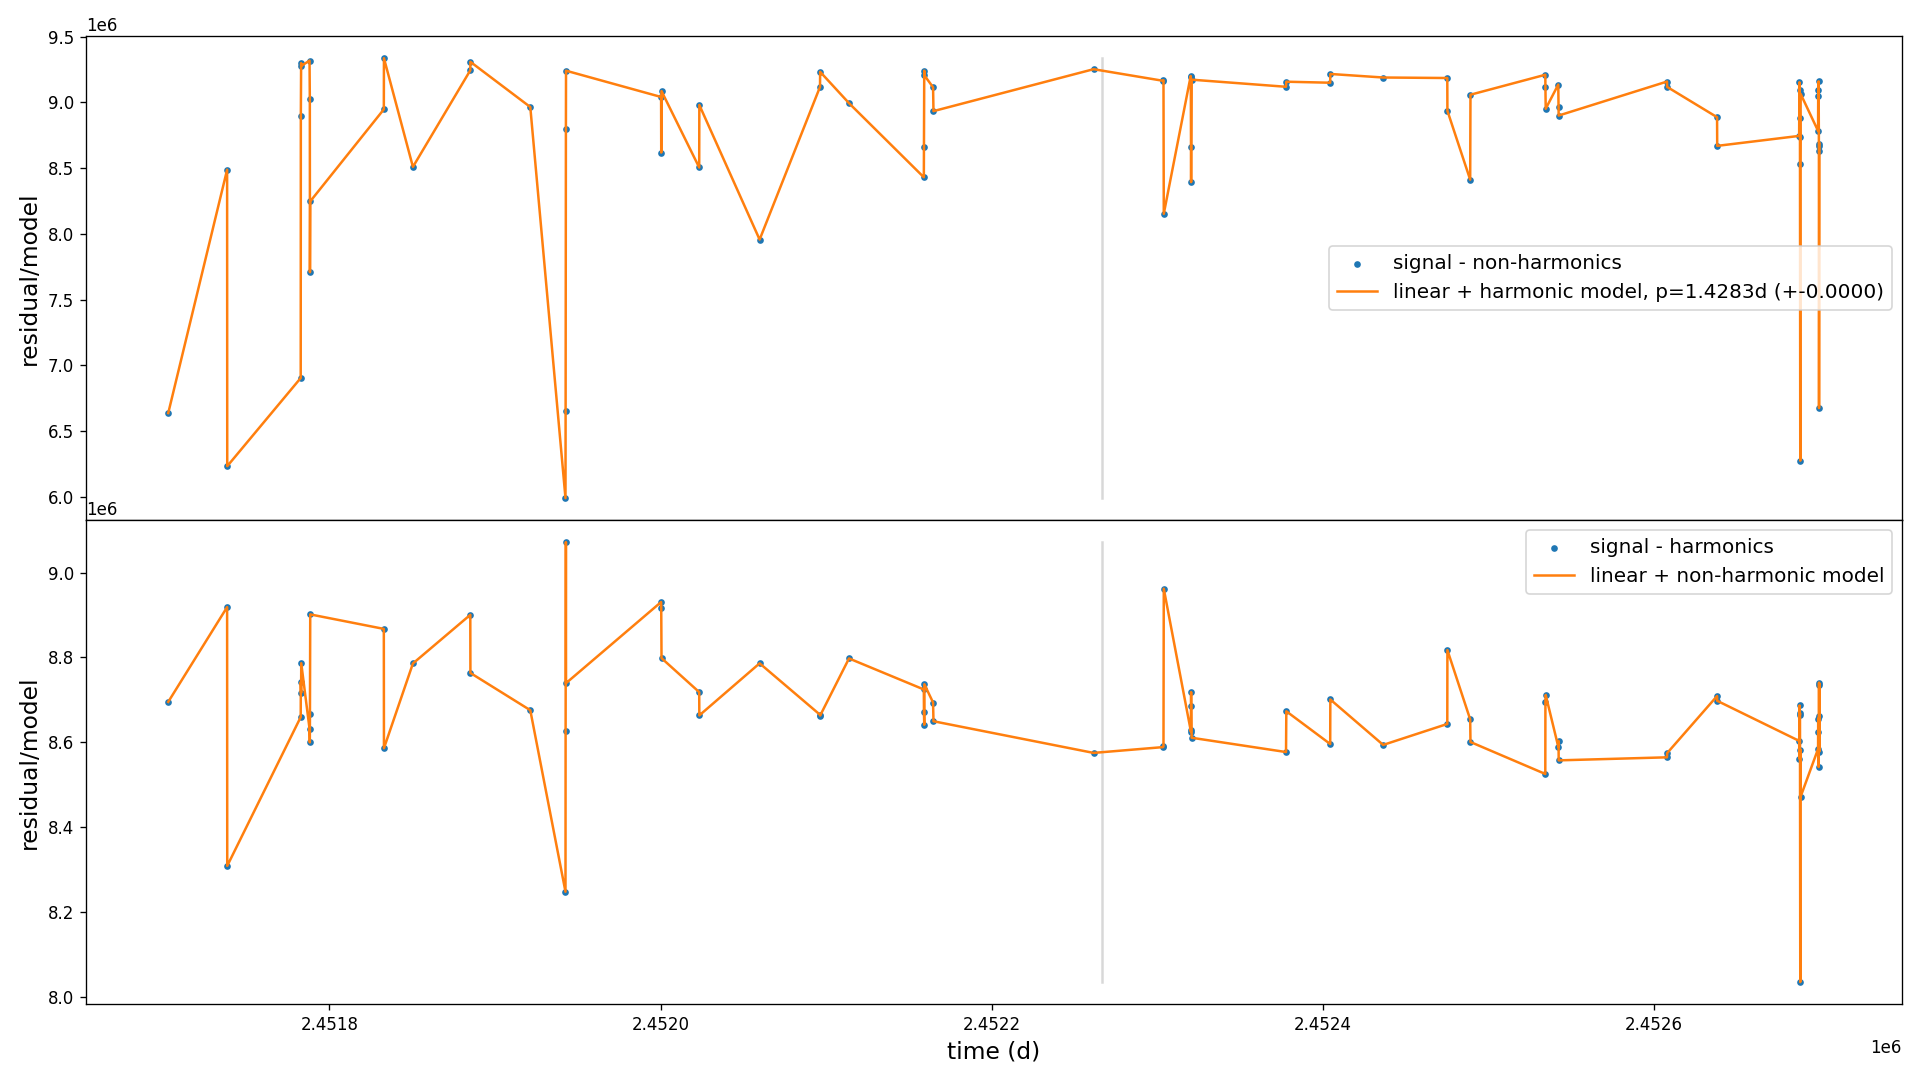 1e6
9.5
9.0
8.5
8.0
7.5
7.0
6.5
6.0
residual/model
signal - non-harmonics
linear + harmonic model, p=1.4283d (+-0.0000)
1e6
9.0
8.8
8.6
8.4
8.2
8.0
residual/model
signal - harmonics
linear + non-harmonic model
2.4518
2.4520
2.4522
2.4524
2.4526
1e6
time (d)